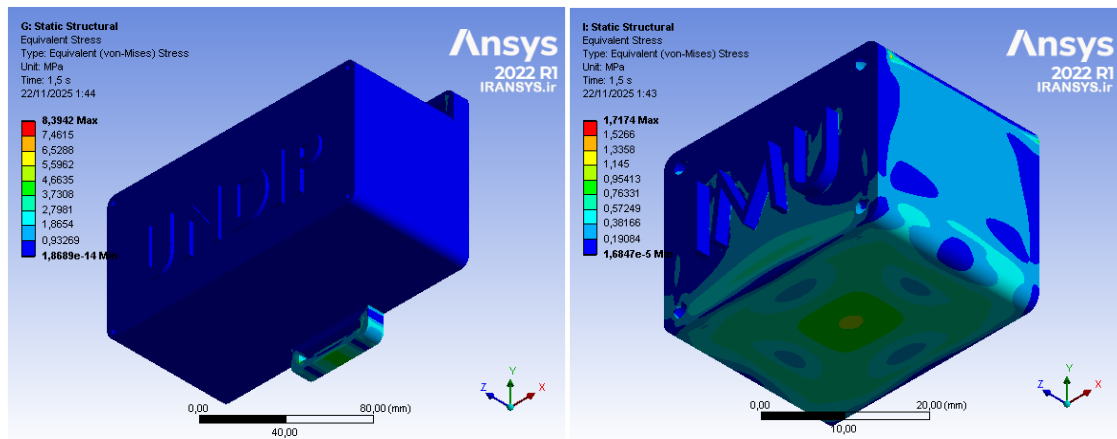 G: Static Structural
Equivalent Stress
Type: Equivalent (von-Mises) Stress
Unit: MPa
Time: 1,5 s
22/11/2025 1:44
8,3942 Max
7,4615
6,5288
5,5962
4,6635
3,7308
2,7981
1,8654
0,93269
1,8689e-14 Mi
Ansys
2022 R1
IRANSYS.ir
UNDIP
Y
Z
X
0,00
80,00 (mm)
40,00
I: Static Structural
Equivalent Stress
Type: Equivalent (von-Mises) Stress
Unit: MPa
Time: 1,5 s
22/11/2025 1:43
1,7174 Max
1,5266
1,3358
1,145
0,95413
0,76331
0,57249
0,38166
0,19084
1,6847e-5 Mi
Ansys
2022 R1
IRANSYS.ir
IMU
Y
Z
X
0,00
20,00 (mm)
10,00